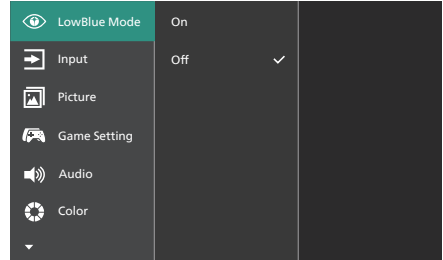 LowBlue Mode
On
Input
Off
Picture
Game Setting
Audio
Color